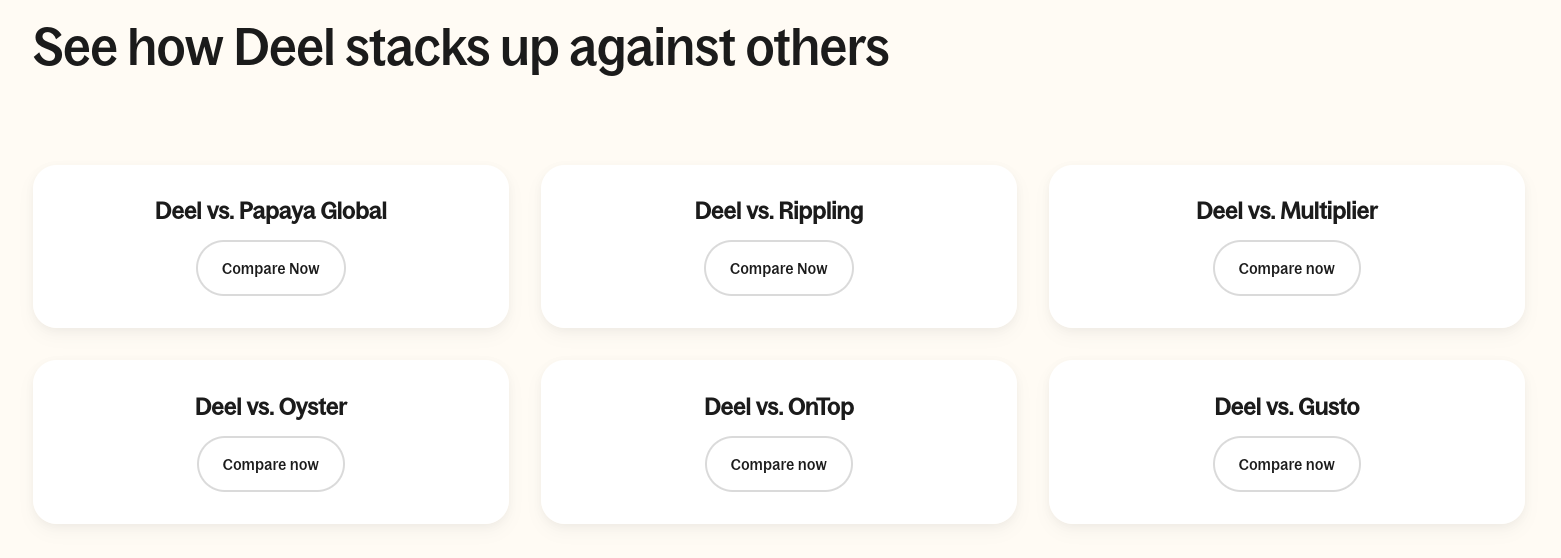 See how Deel stacks up against others
Deel vs. Papaya Global
Compare Now
Deel vs. Rippling
Compare Now
Deel vs. Multiplier
Compare now
Deel vs. Oyster
Compare now
Deel vs. OnTop
Compare now
Deel vs. Gusto
Compare now